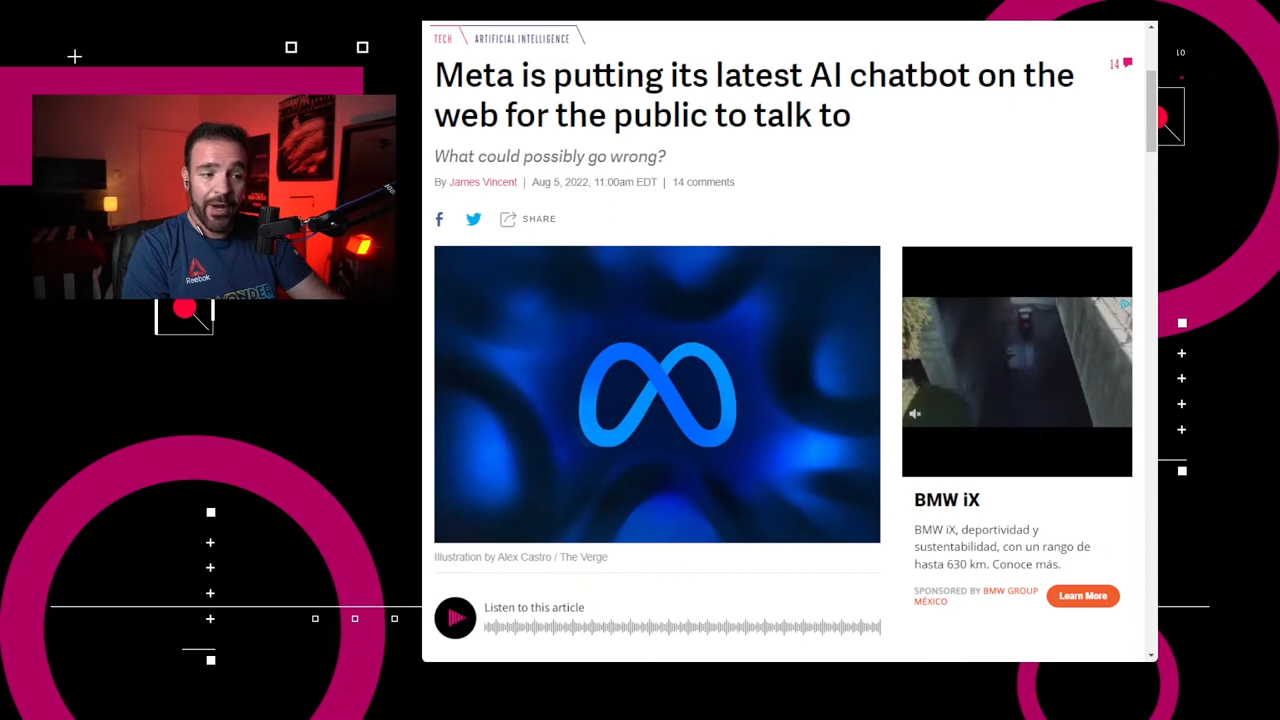 TECH
ARTIFICIAL INTELLIGENCE
14
Meta is putting its latest AI chatbot on the
web for the public to talk to
What could possibly go wrong?
By James Vincent | Aug 5, 2022, 11:00am EDT | 14 comments
SHARE
Illustration by Alex Castro / The Verge
Listen to this article
BMW iX
BMW iX, deportividad y
sustentabilidad, con un rango de
hasta 630 km. Conoce más.
SPONSORED BY BMW GROUP
MÉXICO
Learn More
Reebok